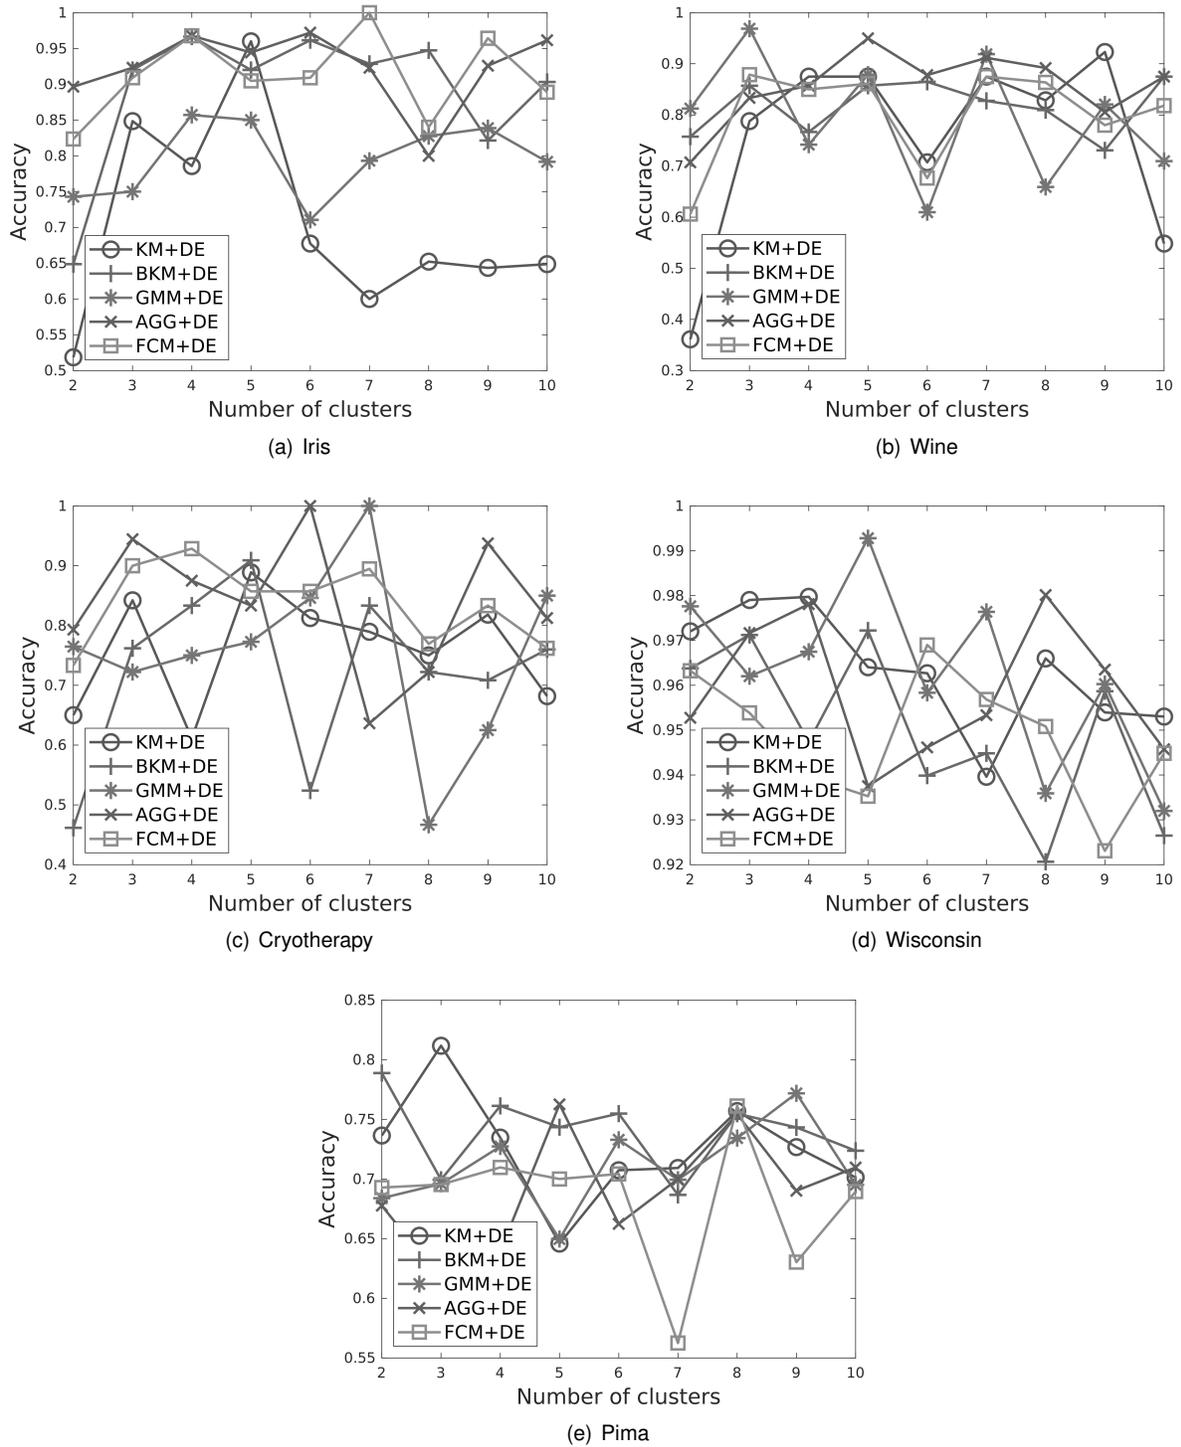 1
0.95
0.9
0.85
0.8
0.75
0.7
0.65
0.6
0.55
0.5
Accuracy
KM+DE
BKM+DE
GMM+DE
AGG+DE
FCM+DE
2 3 4 5 6 7 8 9 10
Number of clusters
(a) Iris
1
0.9
0.8
0.7
0.6
0.5
0.4
0.3
Accuracy
KM+DE
BKM+DE
GMM+DE
AGG+DE
FCM+DE
2 3 4 5 6 7 8 9 10
Number of clusters
(b) Wine
1
0.9
0.8
0.7
0.6
0.5
0.4
Accuracy
KM+DE
BKM+DE
GMM+DE
AGG+DE
FCM+DE
2 3 4 5 6 7 8 9 10
Number of clusters
(c) Cryotherapy
1
0.99
0.98
0.97
0.96
0.95
0.94
0.93
0.92
Accuracy
KM+DE
BKM+DE
GMM+DE
AGG+DE
FCM+DE
2 3 4 5 6 7 8 9 10
Number of clusters
(d) Wisconsin
0.85
0.8
0.75
0.7
0.65
0.6
0.55
Accuracy
KM+DE
BKM+DE
GMM+DE
AGG+DE
FCM+DE
2 3 4 5 6 7 8 9 10
Number of clusters
(e) Pima